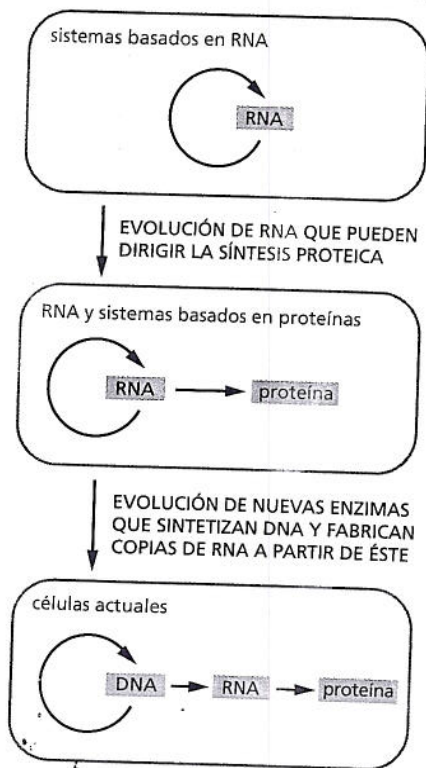 sistemas basados en RNA
RNA
EVOLUCIÓN DE RNA QUE PUEDEN
DIRIGIR LA SÍNTESIS PROTEICA
RNA y sistemas basados en proteínas
RNA
proteína
EVOLUCIÓN DE NUEVAS ENZIMAS
QUE SINTETIZAN DNA Y FABRICAN
COPIAS DE RNA A PARTIR DE ÉSTE
células actuales
DNA
RNA
proteína